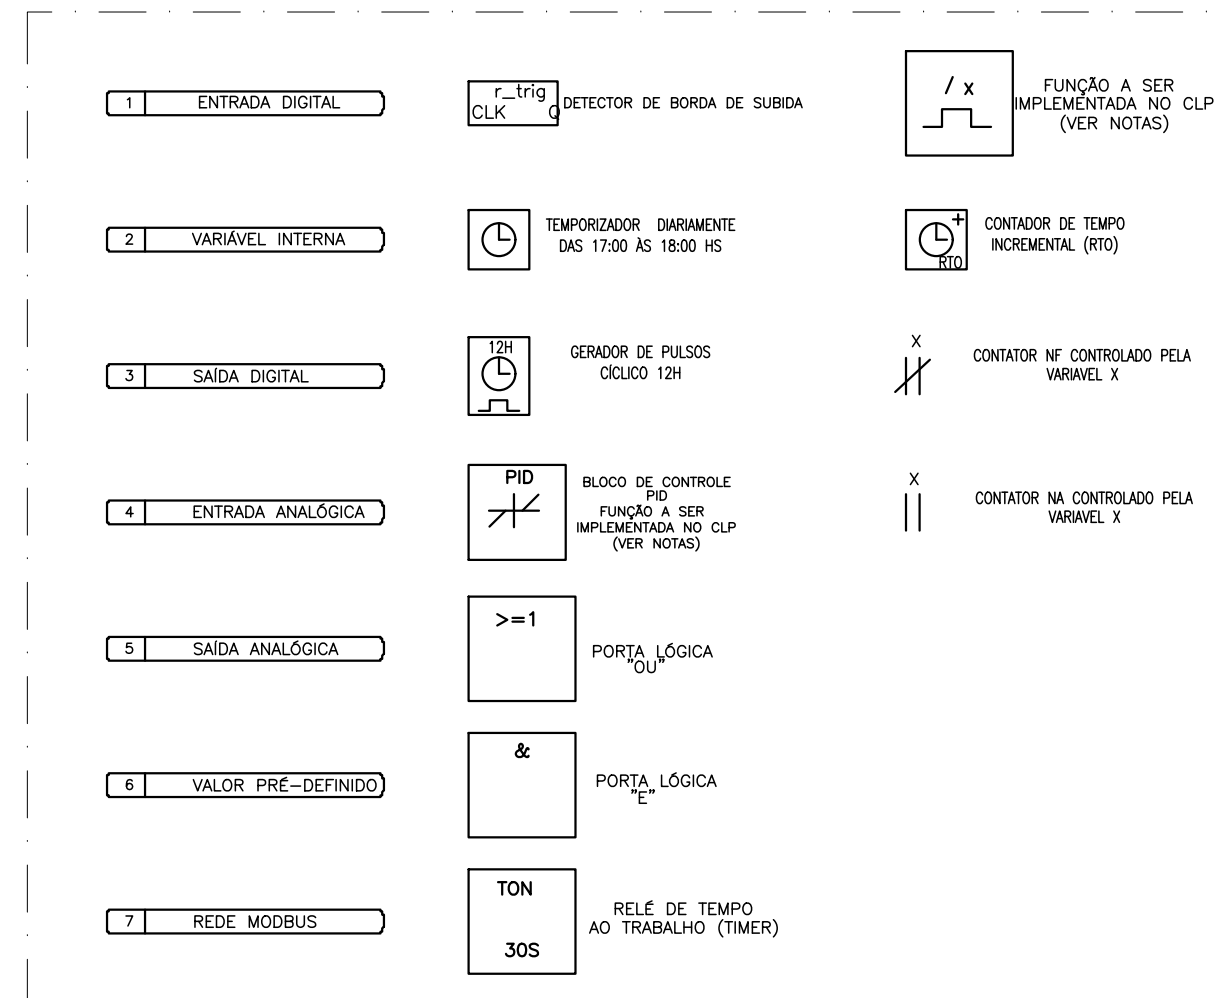 1 ENTRADA DIGITAL
r_trig
CLK Q
DETECTOR DE BORDA DE SUBIDA
/ x
FUNÇÃO A SER
IMPLEMENTADA NO CLP
(VER NOTAS)
2 VARIÁVEL INTERNA
TEMPORIZADOR DIARIAMENTE
DAS 17:00 ÀS 18:00 HS
+
RTO
CONTADOR DE TEMPO
INCREMENTAL (RTO)
3 SAÍDA DIGITAL
12H
GERADOR DE PULSOS
CÍCLICO 12H
X
CONTATOR NF CONTROLADO PELA
VARIAVEL X
4 ENTRADA ANALÓGICA
PID
BLOCO DE CONTROLE
PID
FUNÇÃO A SER
IMPLEMENTADA NO CLP
(VER NOTAS)
X
CONTATOR NA CONTROLADO PELA
VARIAVEL X
5 SAÍDA ANALÓGICA
>=1
PORTA LÓGICA
"OU"
6 VALOR PRÉ-DEFINIDO
&
PORTA LÓGICA
"E"
7 REDE MODBUS
TON
30S
RELÉ DE TEMPO
AO TRABALHO (TIMER)